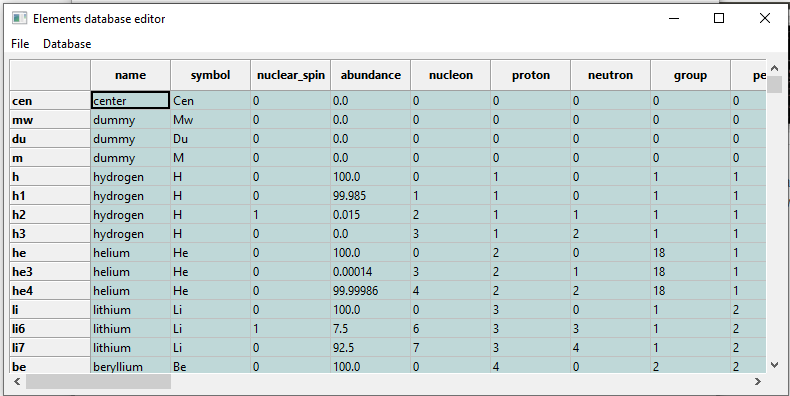 Elements database editor
File Database
name symbol nuclear_spin abundance nucleon proton neutron group pe
cen center Cen 0 0.0 0 0 0 0 0
mw dummy Mw 0 0.0 0 0 0 0 0
du dummy Du 0 0.0 0 0 0 0 0
m dummy M 0 0.0 0 0 0 0 0
h hydrogen H 0 100.0 0 1 0 1 1
h1 hydrogen H 0 99.985 1 1 0 1 1
h2 hydrogen H 1 0.015 2 1 1 1 1
h3 hydrogen H 0 0.0 3 1 2 1 1
he helium He 0 100.0 0 2 0 18 1
he3 helium He 0 0.00014 3 2 1 18 1
he4 helium He 0 99.99986 4 2 2 18 1
li lithium Li 0 100.0 0 3 0 1 2
li6 lithium Li 1 7.5 6 3 3 1 2
li7 lithium Li 0 92.5 7 3 4 1 2
be beryllium Be 0 100.0 0 4 0 2 2